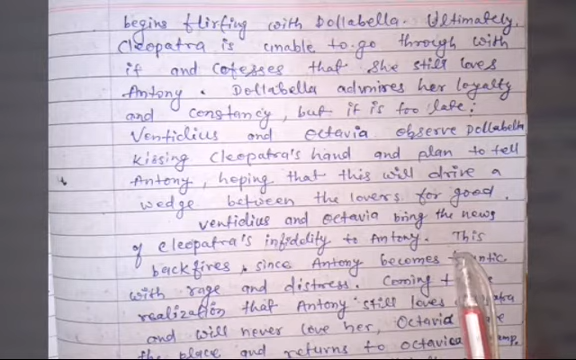 begins flirting with Dollabella. Ultimately,
Cleopatra is unable to go through with
it and cofesses that she still loves
Antony. Dollabella admires her loyalty
and constancy, but it is too late:
Ventidius and Octavia observe Dollabella
kissing Cleopatra's hand and plan to tell
Antony, hoping that this will drive a
wedge between the lovers for good.
Ventidius and Octavia bring the news
of Cleopatra's infidelity to Antony. This
backfires, since Antony becomes
with rage and distress. Coming
realization that Antony still loves
and will never love her, Octavia
the place and returns to Octavia